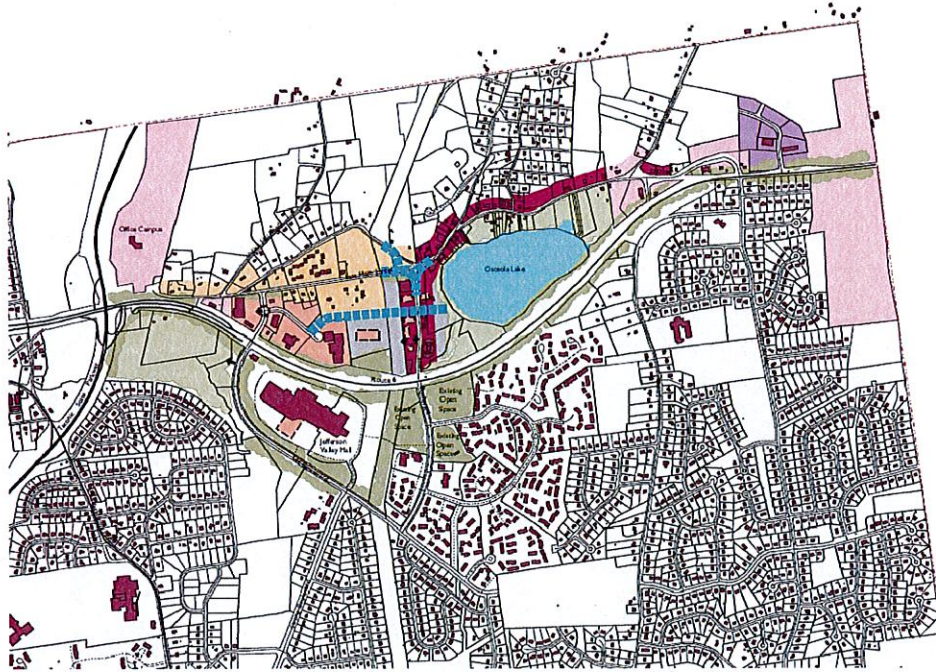 Office Campus
Osceola Lake
Route 6
Existing
Open
Space
Existing
Open
Space
Existing
Open
Space
Jefferson
Valley Mall